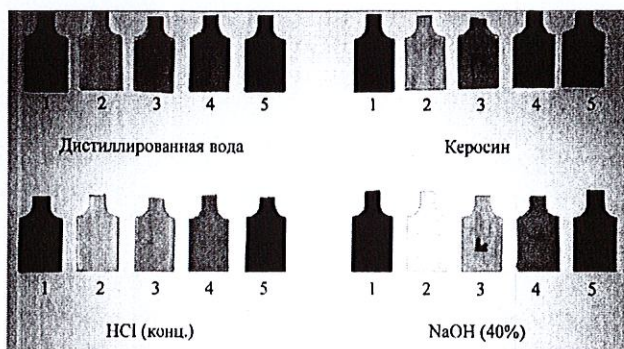 1 2 3 4 5
1 2 3 4 5
Дистиллированная вода
Керосин
1 2 3 4 5
1 2 3 4 5
HCl (конц.)
NaOH (40%)